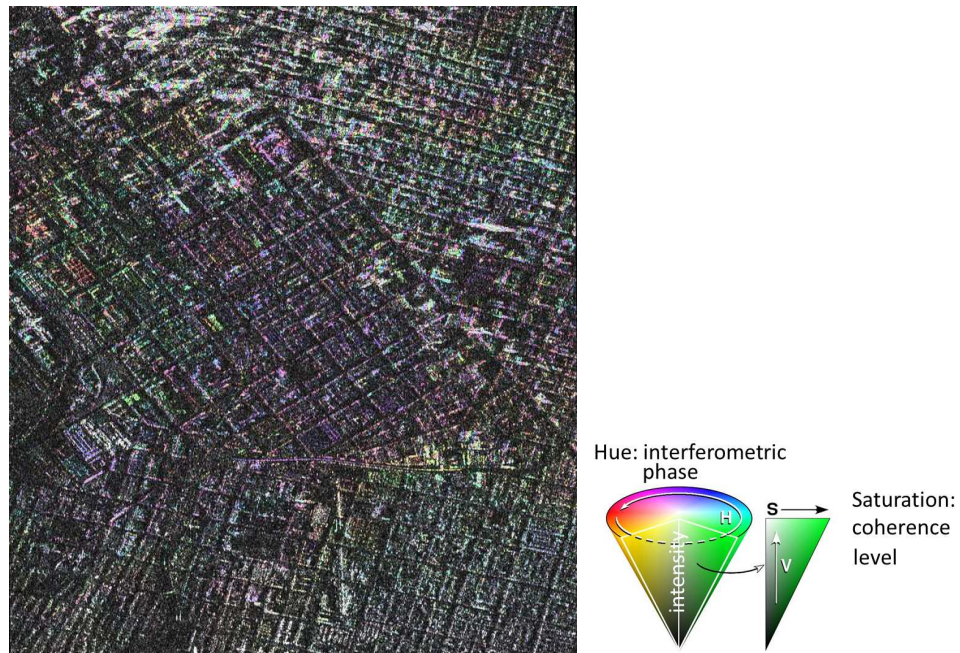 Hue: interferometric
phase
H
intensity
S
V
Saturation:
coherence
level